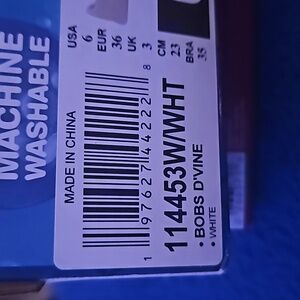 MACHINE
WASHABLE
USA EUR UK CM BRA
6 36 3 23 35
MADE IN CHINA
1 97627 44222 8
114453W/WHT
• BOBS D'VINE
• WHITE